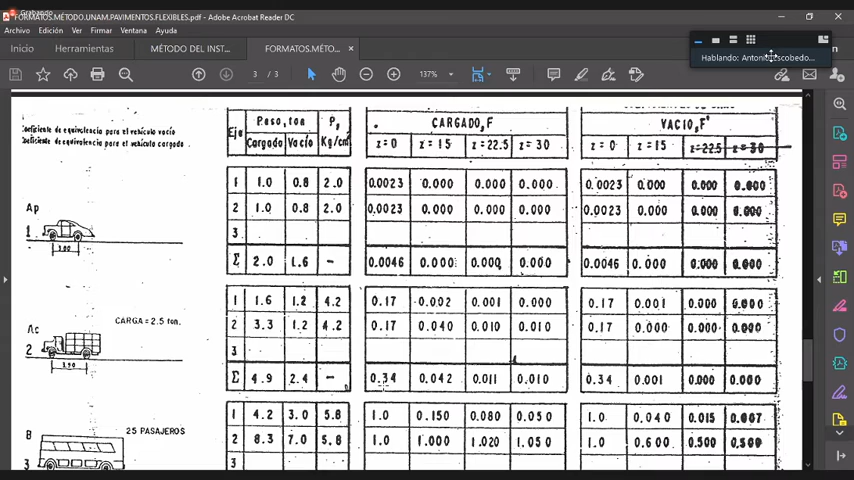 Grabando
FORMATOS.MÉTODO.UNAM.PAVIMENTOS.FLEXIBLES.pdf - Adobe Acrobat Reader DC
Archivo Edición Ver Firmar Ventana Ayuda
Inicio Herramientas MÉTODO DEL INST... FORMATOS.MÉTO... ×
Hablando: Antonio Escobedo...
3 / 3 137%
Coeficiente de equivalencia para el vehículo vacío
Coeficiente de equivalencia para el vehículo cargado
Eje Peso, ton P, Kg/cm² CARGADO, F VACIO, F'
Cargado Vacío z=0 z=15 z=22.5 z=30 z=0 z=15 z=22.5 z=30
1 1.0 0.8 2.0 0.0023 0.000 0.000 0.000 0.0023 0.000 0.000 0.000
2 1.0 0.8 2.0 0.0023 0.000 0.000 0.000 0.0023 0.000 0.000 0.000
3
Σ 2.0 1.6 - 0.0046 0.000 0.000 0.000 0.0046 0.000 0.000 0.000
Ap
1
3.00
1 1.6 1.2 4.2 0.17 0.002 0.001 0.000 0.17 0.001 0.000 0.000
2 3.3 1.2 4.2 0.17 0.040 0.010 0.010 0.17 0.000 0.000 0.000
3
Σ 4.9 2.4 - 0.34 0.042 0.011 0.010 0.34 0.001 0.000 0.000
Ac
2
CARGA = 2.5 ton.
1 4.2 3.0 5.8 1.0 0.150 0.080 0.050 1.0 0.040 0.015 0.007
2 8.3 7.0 5.8 1.0 1.000 1.020 1.050 1.0 0.600 0.500 0.500
3
B
3
25 PASAJEROS